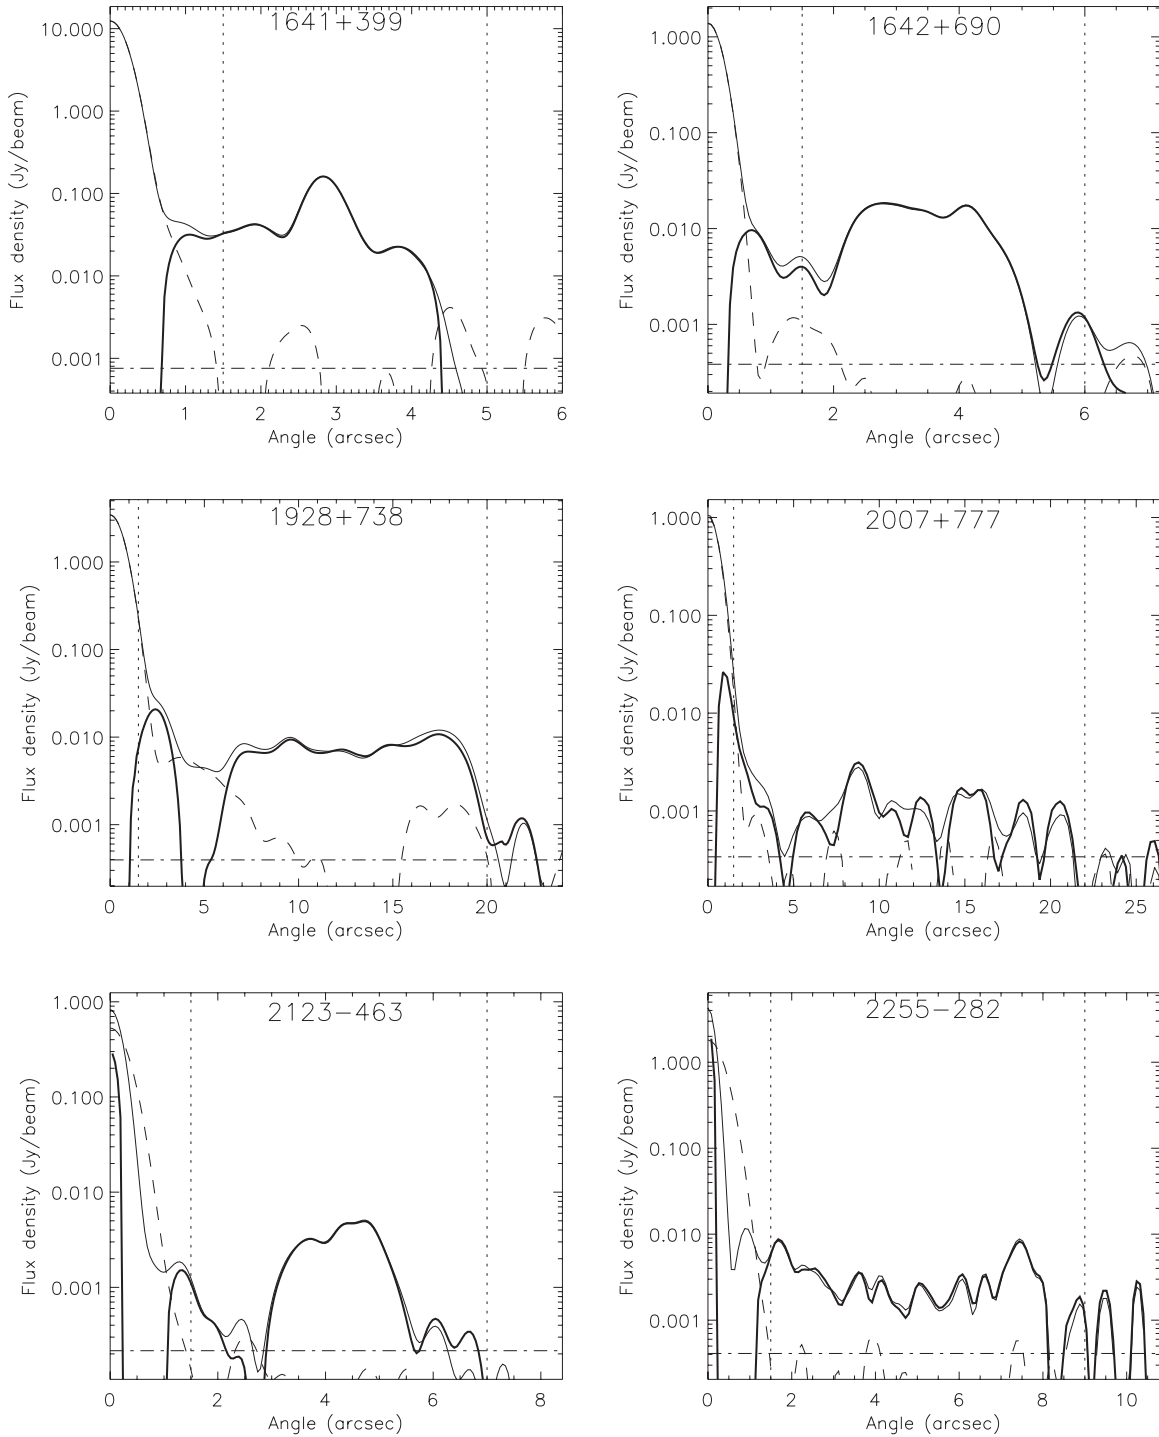 1641+399
10.000
1.000
0.100
0.010
0.001
Flux density (Jy/beam)
0 1 2 3 4 5 6
Angle (arcsec)
1642+690
1.000
0.100
0.010
0.001
Flux density (Jy/beam)
0 2 4 6
Angle (arcsec)
1928+738
1.000
0.100
0.010
0.001
Flux density (Jy/beam)
0 5 10 15 20
Angle (arcsec)
2007+777
1.000
0.100
0.010
0.001
Flux density (Jy/beam)
0 5 10 15 20 25
Angle (arcsec)
2123−463
1.000
0.100
0.010
0.001
Flux density (Jy/beam)
0 2 4 6 8
Angle (arcsec)
2255−282
1.000
0.100
0.010
0.001
Flux density (Jy/beam)
0 2 4 6 8 10
Angle (arcsec)